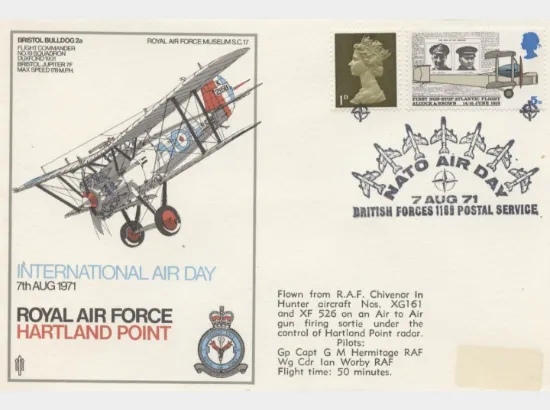 BRISTOL BULLDOG 2a
FLIGHT COMMANDER
No.19 SQUADRON
DUXFORD 1931
BRISTOL JUPITER 7F
MAX SPEED 178 M.P.H.
ROYAL AIR FORCE MUSEUM S.C.17
INTERNATIONAL AIR DAY
7th AUG 1971
ROYAL AIR FORCE
HARTLAND POINT
1D
FIRST NON-STOP ATLANTIC FLIGHT
ALCOCK & BROWN 14/15 JUNE 1919
NATO AIR DAY
7 AUG 71
BRITISH FORCES 1169 POSTAL SERVICE
Flown from R.A.F. Chivenor In
Hunter aircraft Nos. XG161
and XF 526 on an Air to Air
gun firing sortie under the
control of Hartland Point radar.
Pilots:
Gp Capt G M Hermitage RAF
Wg Cdr Ian Worby RAF
Flight time: 50 minutes.